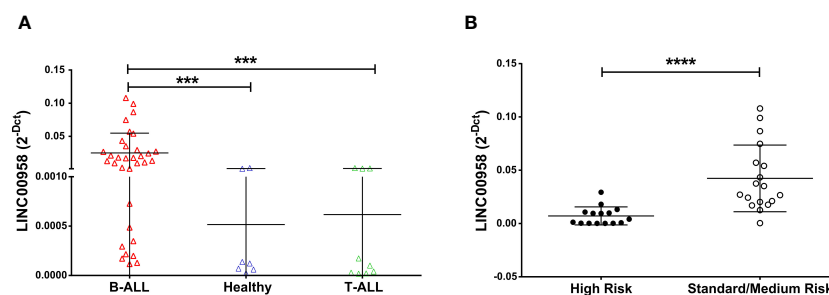 A
LINC00958 (2^-Dct)
0.15
0.10
0.05
0.0010
0.0005
0.0000
***
***
B-ALL
Healthy
T-ALL
B
LINC00958 (2^-Dct)
0.15
0.10
0.05
0.00
-0.05
****
High Risk
Standard/Medium Risk